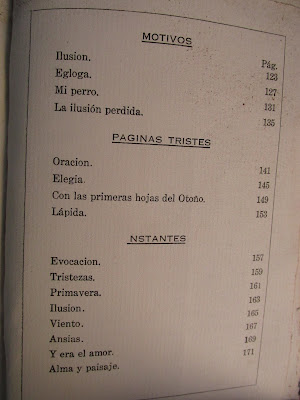 MOTIVOS
Pág.
Ilusion. 123
Egloga. 127
Mi perro. 131
La ilusión perdida. 135
PAGINAS TRISTES
Oracion. 141
Elegia. 145
Con las primeras hojas del Otoño. 149
Lápida. 153
NSTANTES
Evocacion. 157
Tristezas. 159
Primavera. 161
Ilusion. 163
Viento. 165
Ansias. 167
Y era el amor. 169
Alma y paisaje. 171